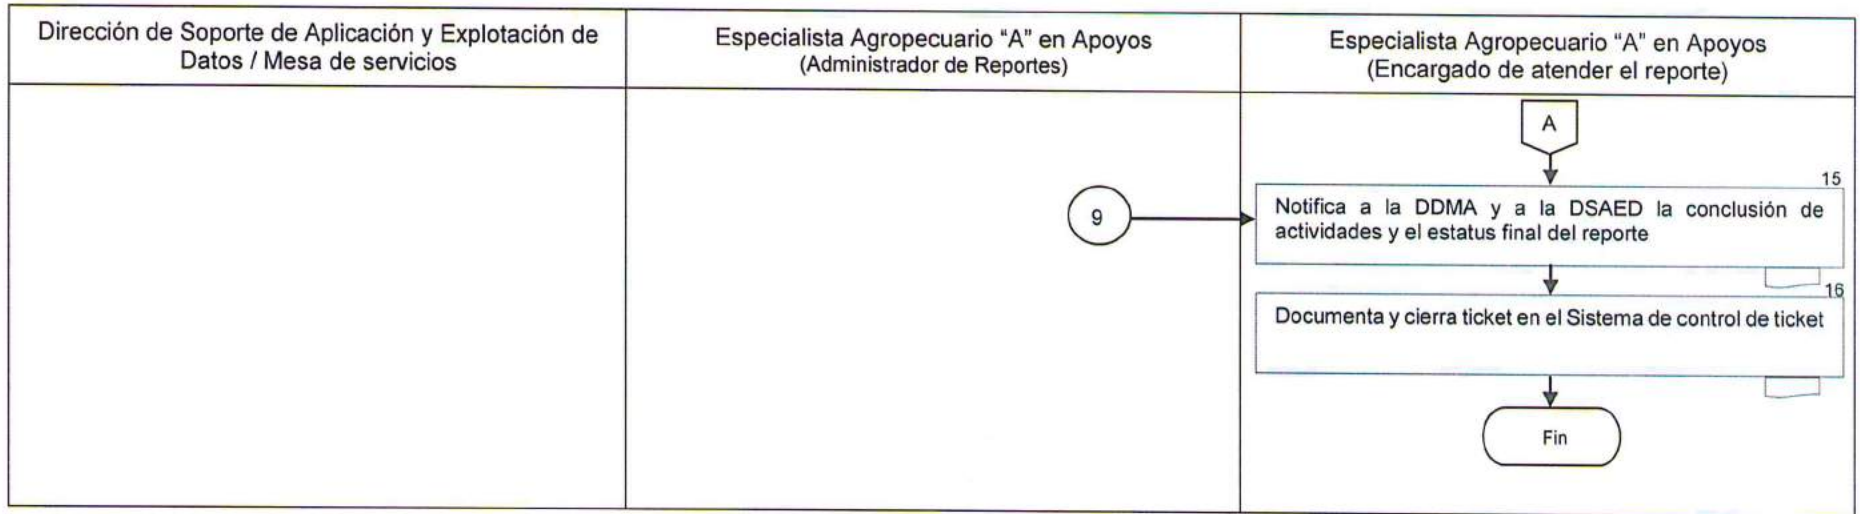 Dirección de Soporte de Aplicación y Explotación de
Datos / Mesa de servicios
Especialista Agropecuario “A” en Apoyos
(Administrador de Reportes)
Especialista Agropecuario “A” en Apoyos
(Encargado de atender el reporte)
A
15
9
Notifica a la DDMA y a la DSAED la conclusión de
actividades y el estatus final del reporte
16
Documenta y cierra ticket en el Sistema de control de ticket
Fin